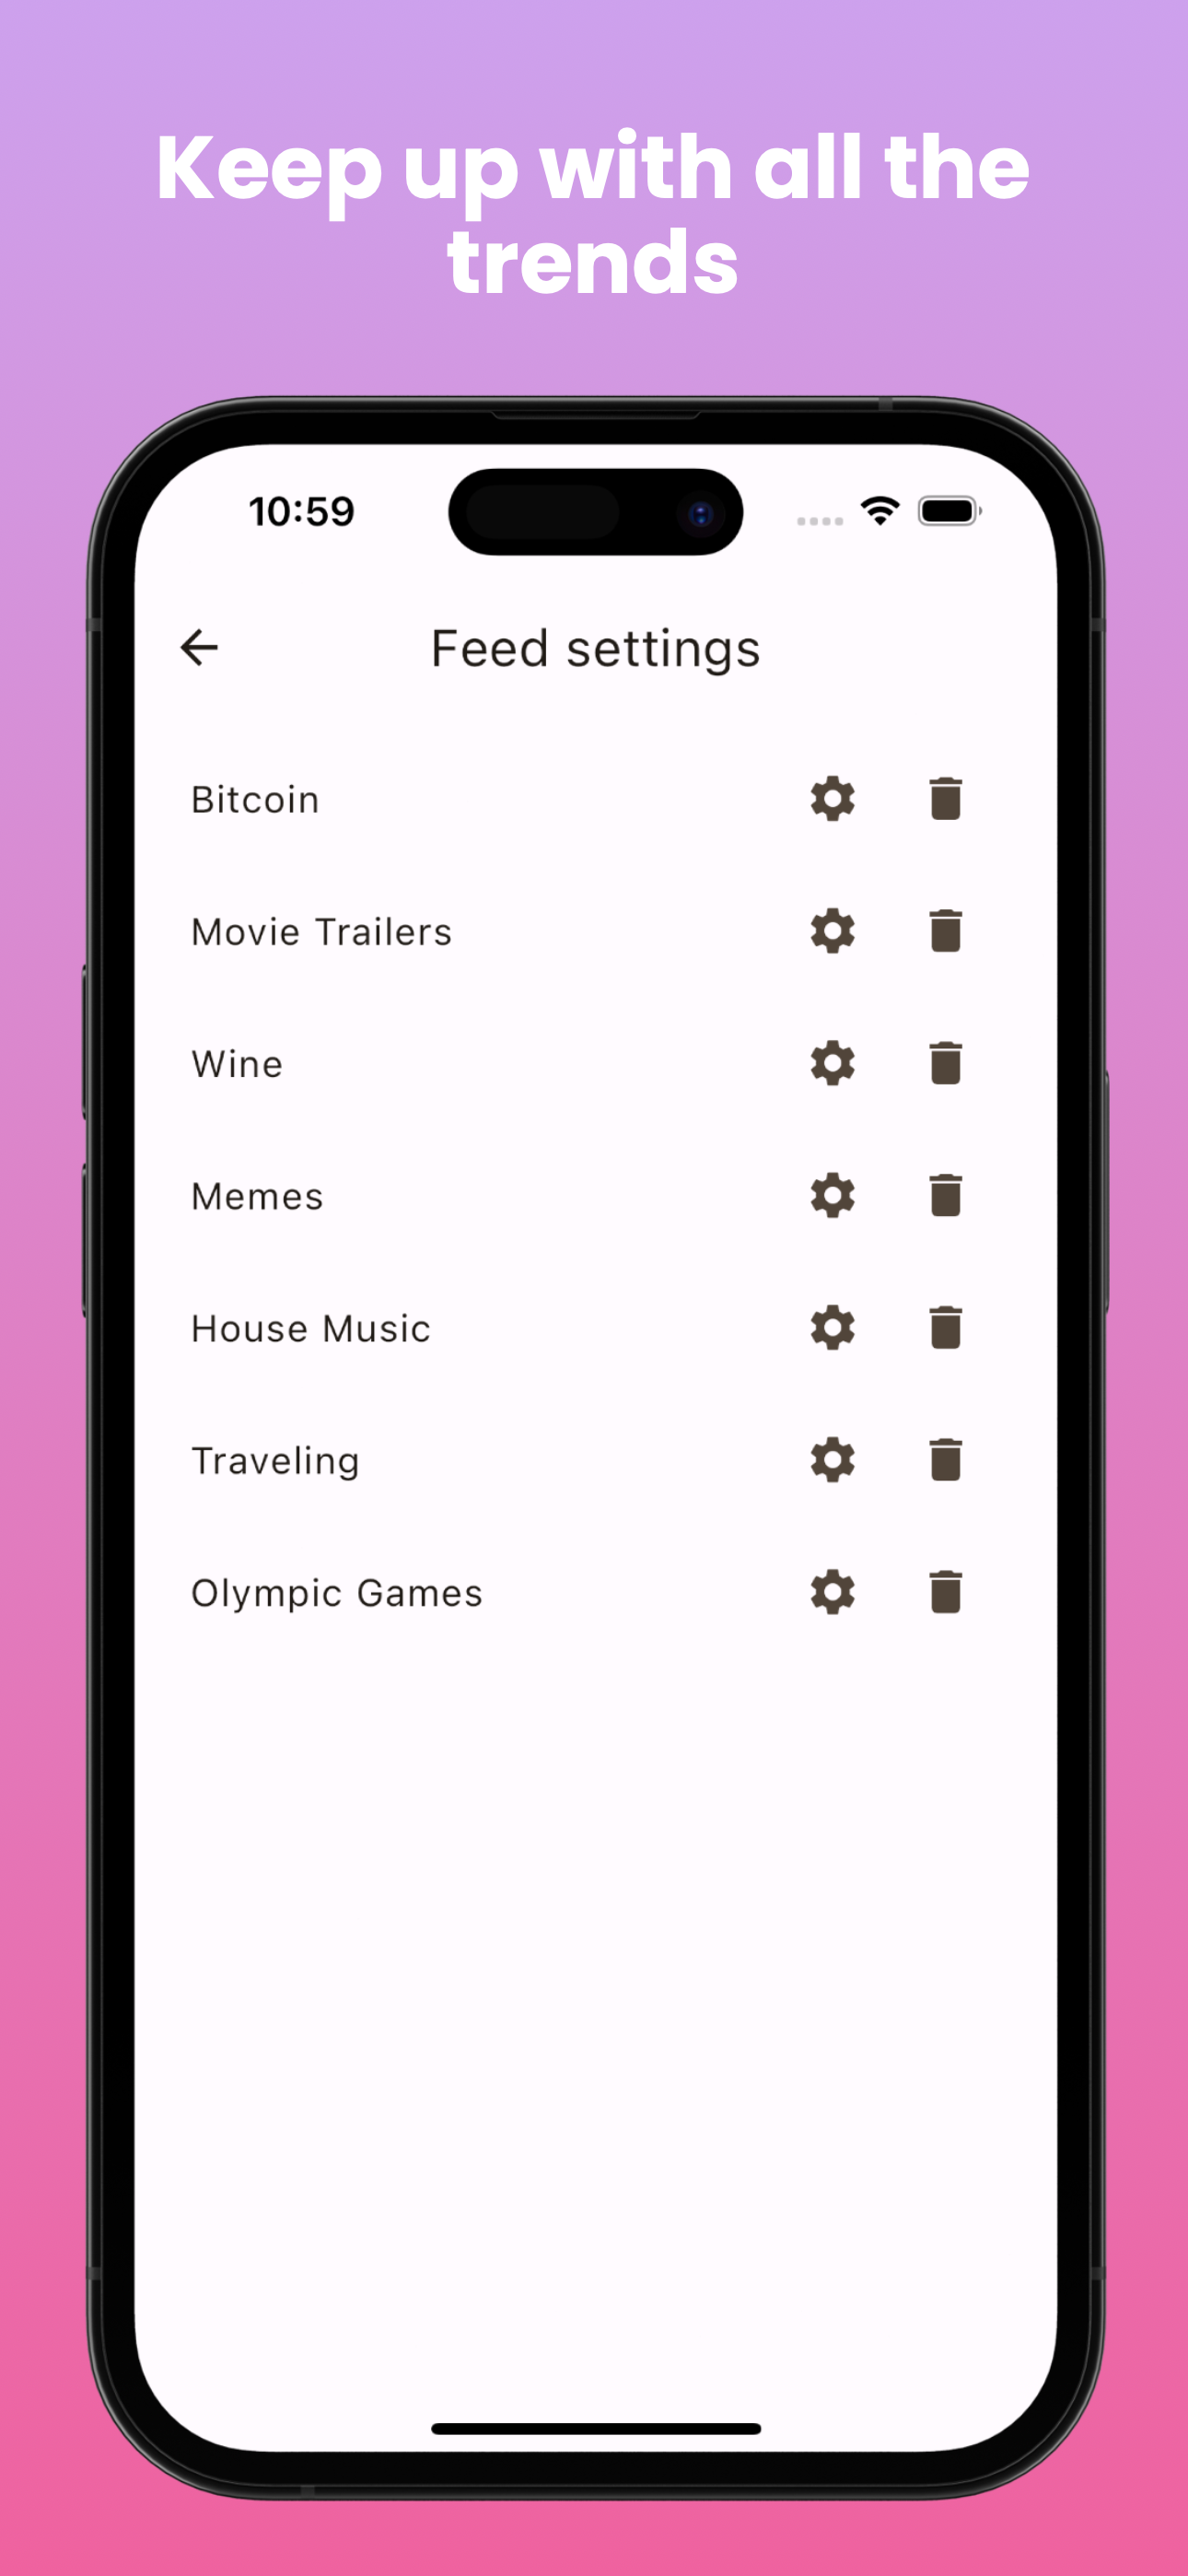 Keep up with all the
trends
10:59
Feed settings
Bitcoin
Movie Trailers
Wine
Memes
House Music
Traveling
Olympic Games